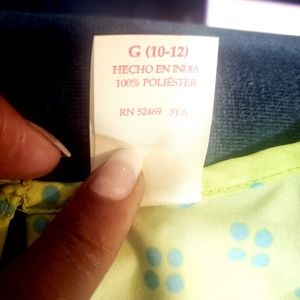 G (10-12)
HECHO EN INDIA
100% POLIÉSTER
RN 52469 3YA